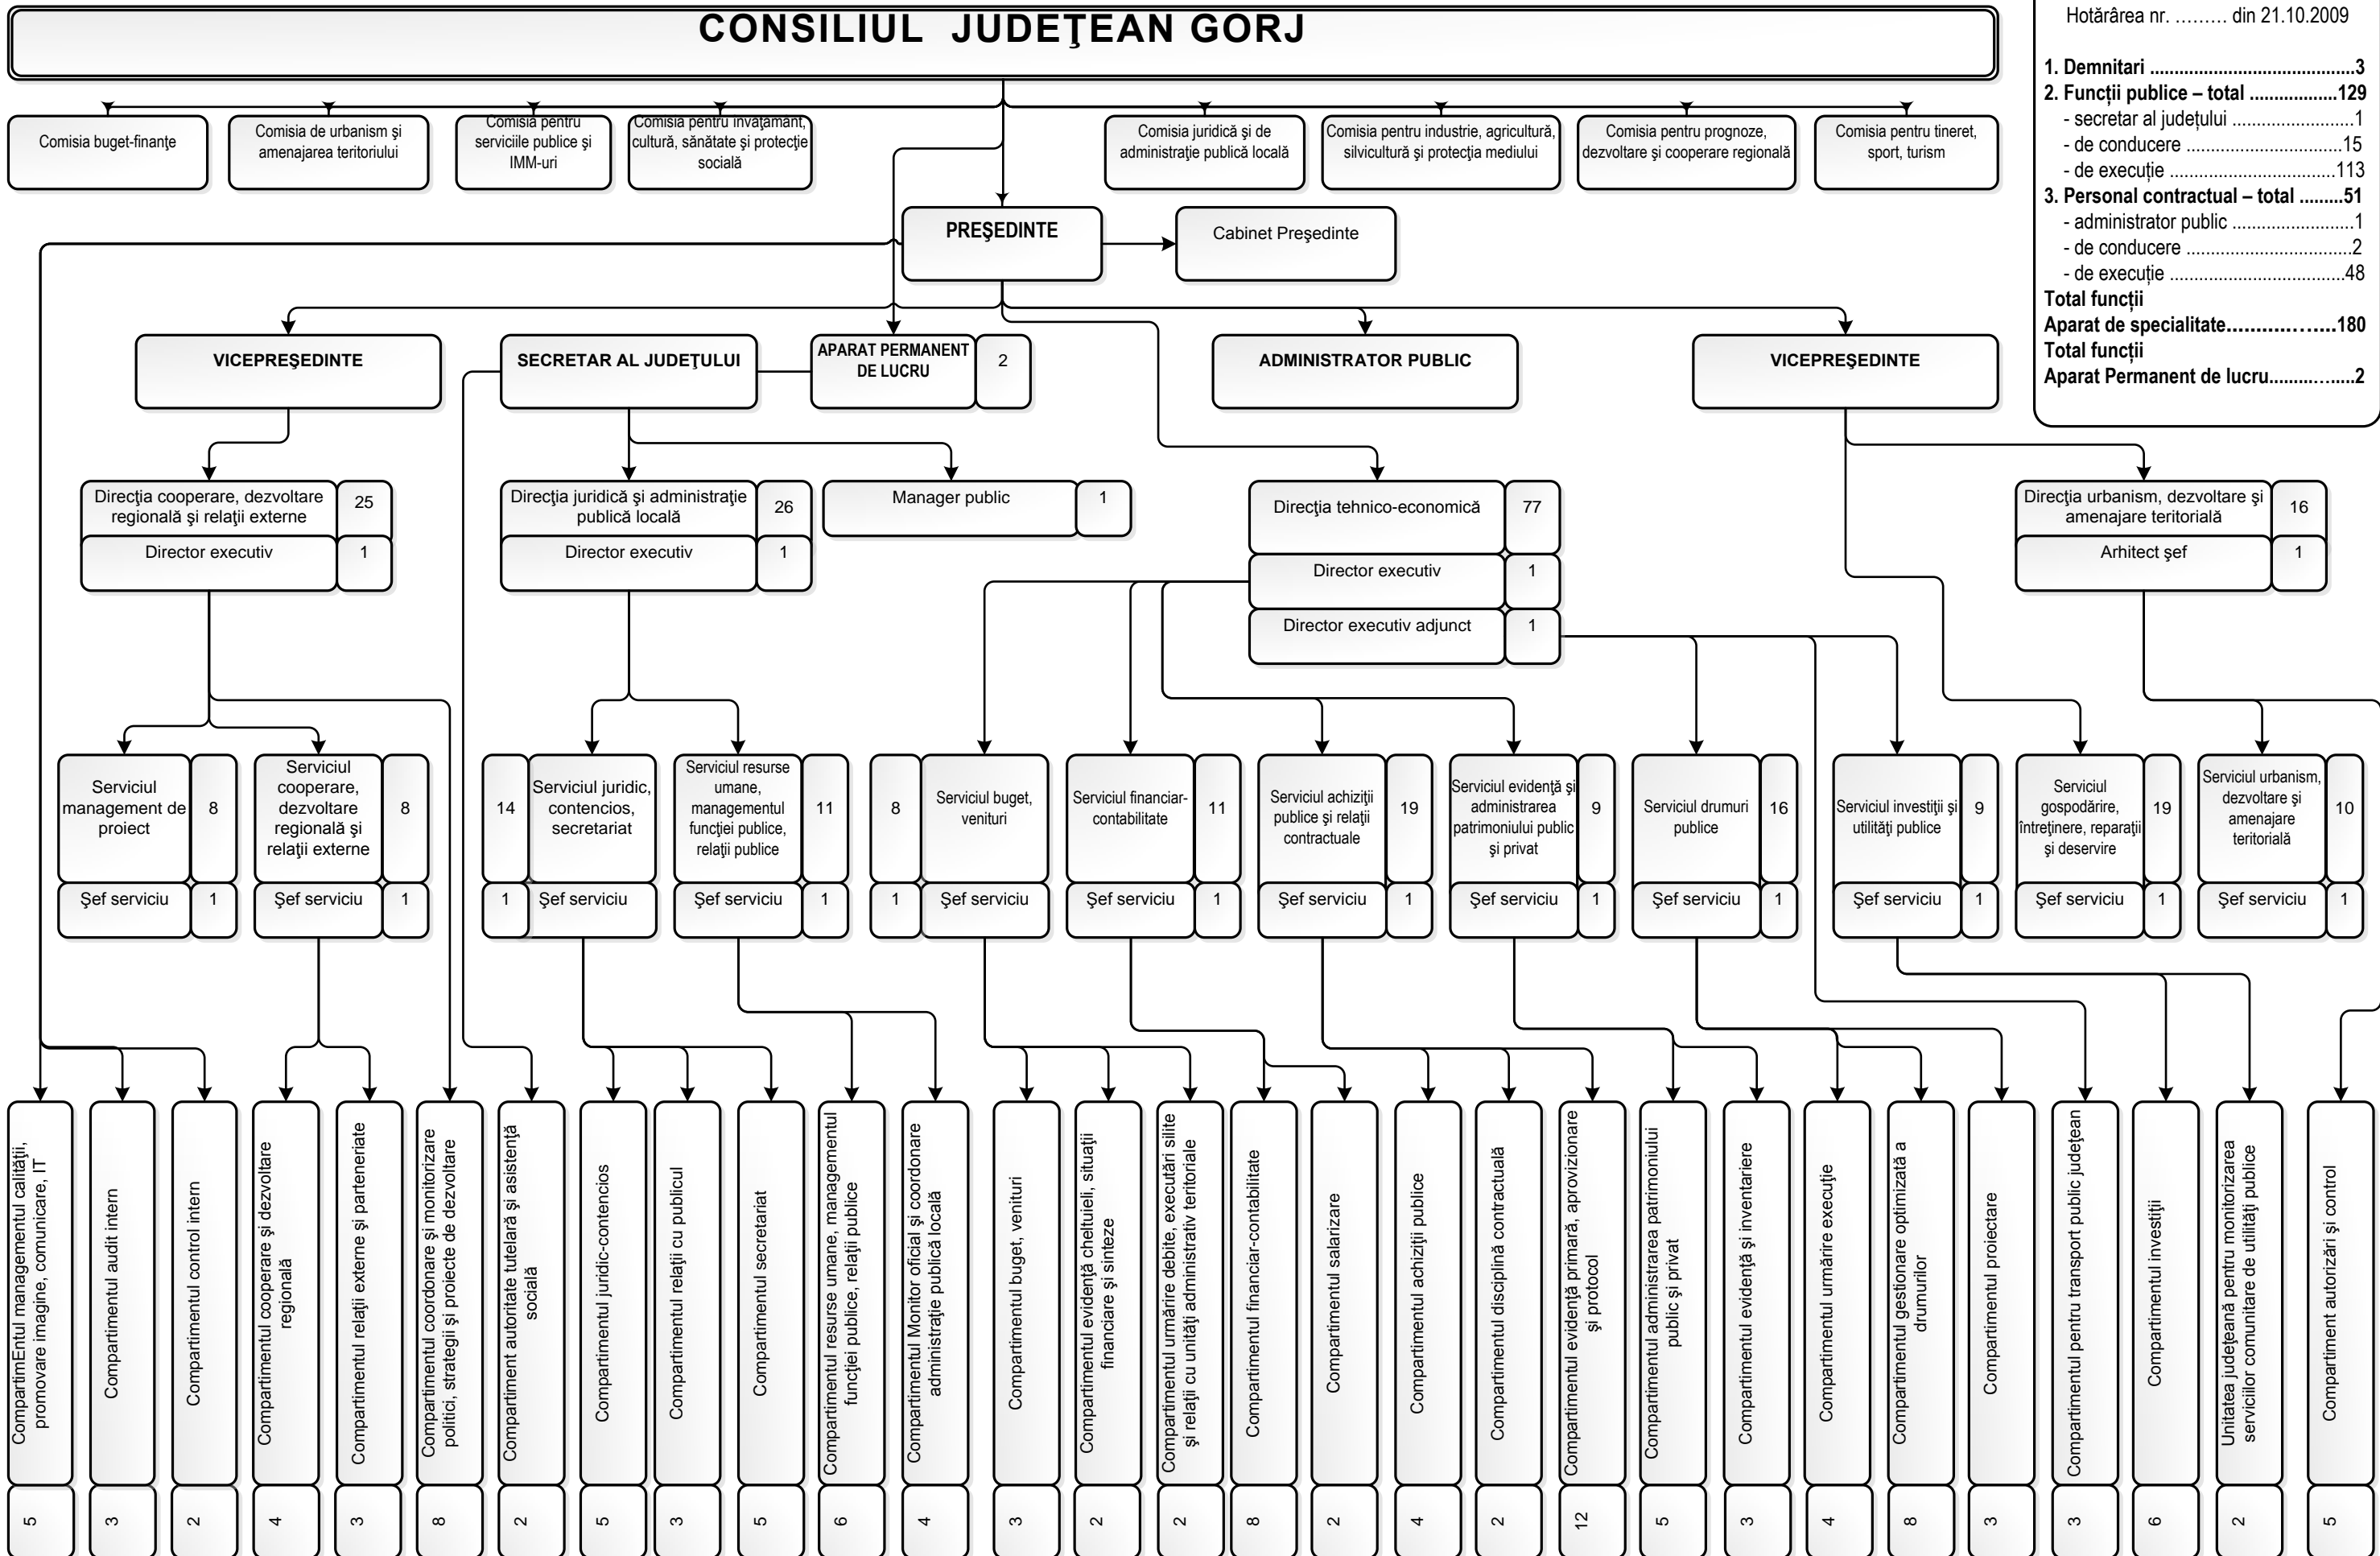 CONSILIUL JUDEŢEAN GORJ
Hotărârea nr. ……… din 21.10.2009
1. Demnitari ..........................................3
2. Funcții publice – total ..................129
- secretar al județului .........................1
- de conducere ................................15
- de execuție ..................................113
3. Personal contractual – total .........51
- administrator public .........................1
- de conducere ..................................2
- de execuție ....................................48
Total funcții
Aparat de specialitate…………......180
Total funcții
Aparat Permanent de lucru.........…......2
Comisia buget-finanţe
Comisia de urbanism şi
amenajarea teritoriului
Comisia pentru
serviciile publice şi
IMM-uri
Comisia pentru invaţamant,
cultură, sănătate şi protecţie
socială
Comisia juridică şi de
administraţie publică locală
Comisia pentru industrie, agricultură,
silvicultură şi protecţia mediului
Comisia pentru prognoze,
dezvoltare şi cooperare regională
Comisia pentru tineret,
sport, turism
PREŞEDINTE
Cabinet Preşedinte
VICEPREŞEDINTE
SECRETAR AL JUDEŢULUI
APARAT PERMANENT
DE LUCRU
2
ADMINISTRATOR PUBLIC
VICEPREŞEDINTE
Direcţia cooperare, dezvoltare
regională şi relaţii externe
25
Director executiv
1
Direcţia juridică şi administraţie
publică locală
26
Director executiv
1
Manager public
1
Direcţia tehnico-economică
77
Director executiv
1
Director executiv adjunct
1
Direcţia urbanism, dezvoltare şi
amenajare teritorială
16
Arhitect şef
1
Serviciul
management de
proiect
8
Şef serviciu
1
Serviciul
cooperare,
dezvoltare
regională şi
relaţii externe
8
Şef serviciu
1
14
Serviciul juridic,
contencios,
secretariat
1
Şef serviciu
Serviciul resurse
umane,
managementul
funcţiei publice,
relaţii publice
11
Şef serviciu
1
8
Serviciul buget,
venituri
1
Şef serviciu
Serviciul financiar-
contabilitate
11
Şef serviciu
1
Serviciul achiziţii
publice şi relaţii
contractuale
19
Şef serviciu
1
Serviciul evidenţă şi
administrarea
patrimoniului public
şi privat
9
Şef serviciu
1
Serviciul drumuri
publice
16
Şef serviciu
1
Serviciul investiţii şi
utilităţi publice
9
Şef serviciu
1
Serviciul
gospodărire,
întreţinere, reparaţii
şi deservire
19
Şef serviciu
1
Serviciul urbanism,
dezvoltare şi
amenajare
teritorială
10
Şef serviciu
1
CompartimEntul managementul calităţii,
promovare imagine, comunicare, IT
5
Compartimentul audit intern
3
Compartimentul control intern
2
Compartimentul cooperare şi dezvoltare
regională
4
Compartimentul relaţii externe şi parteneriate
3
Compartimentul coordonare şi monitorizare
politici, strategii şi proiecte de dezvoltare
8
Compartiment autoritate tutelară şi asistenţă
socială
2
Compartimentul juridic-contencios
5
Compartimentul relaţii cu publicul
3
Compartimentul secretariat
5
Compartimentul resurse umane, managementul
funcţiei publice, relaţii publice
6
Compartimentul Monitor oficial şi coordonare
administraţie publică locală
4
Compartimentul buget, venituri
3
Compartimentul evidenţă cheltuieli, situaţii
financiare şi sinteze
2
Compartimentul urmărire debite, executări silite
şi relaţii cu unităţi administrativ teritoriale
2
Compartimentul financiar-contabilitate
8
Compartimentul salarizare
2
Compartimentul achiziţii publice
4
Compartimentul disciplină contractuală
2
Compartimentul evidenţă primară, aprovizionare
şi protocol
12
Compartimentul administrarea patrimoniului
public şi privat
5
Compartimentul evidenţă şi inventariere
3
Compartimentul urmărire execuţie
4
Compartimentul gestionare optimizată a
drumurilor
8
Compartimentul proiectare
3
Compartimentul pentru transport public judeţean
3
Compartimentul investiţii
6
Unitatea judeţeană pentru monitorizarea
serviciilor comunitare de utilităţi publice
2
Compartiment autorizări şi control
5